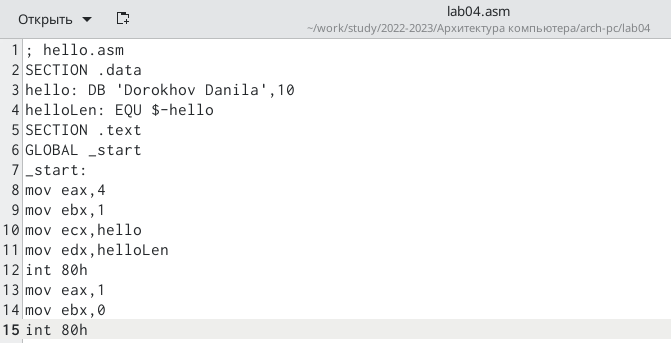 Открыть
lab04.asm
~/work/study/2022-2023/Архитектура компьютера/arch-pc/lab04
1 ; hello.asm
2 SECTION .data
3 hello: DB 'Dorokhov Danila',10
4 helloLen: EQU $-hello
5 SECTION .text
6 GLOBAL _start
7 _start:
8 mov eax,4
9 mov ebx,1
10 mov ecx,hello
11 mov edx,helloLen
12 int 80h
13 mov eax,1
14 mov ebx,0
15 int 80h